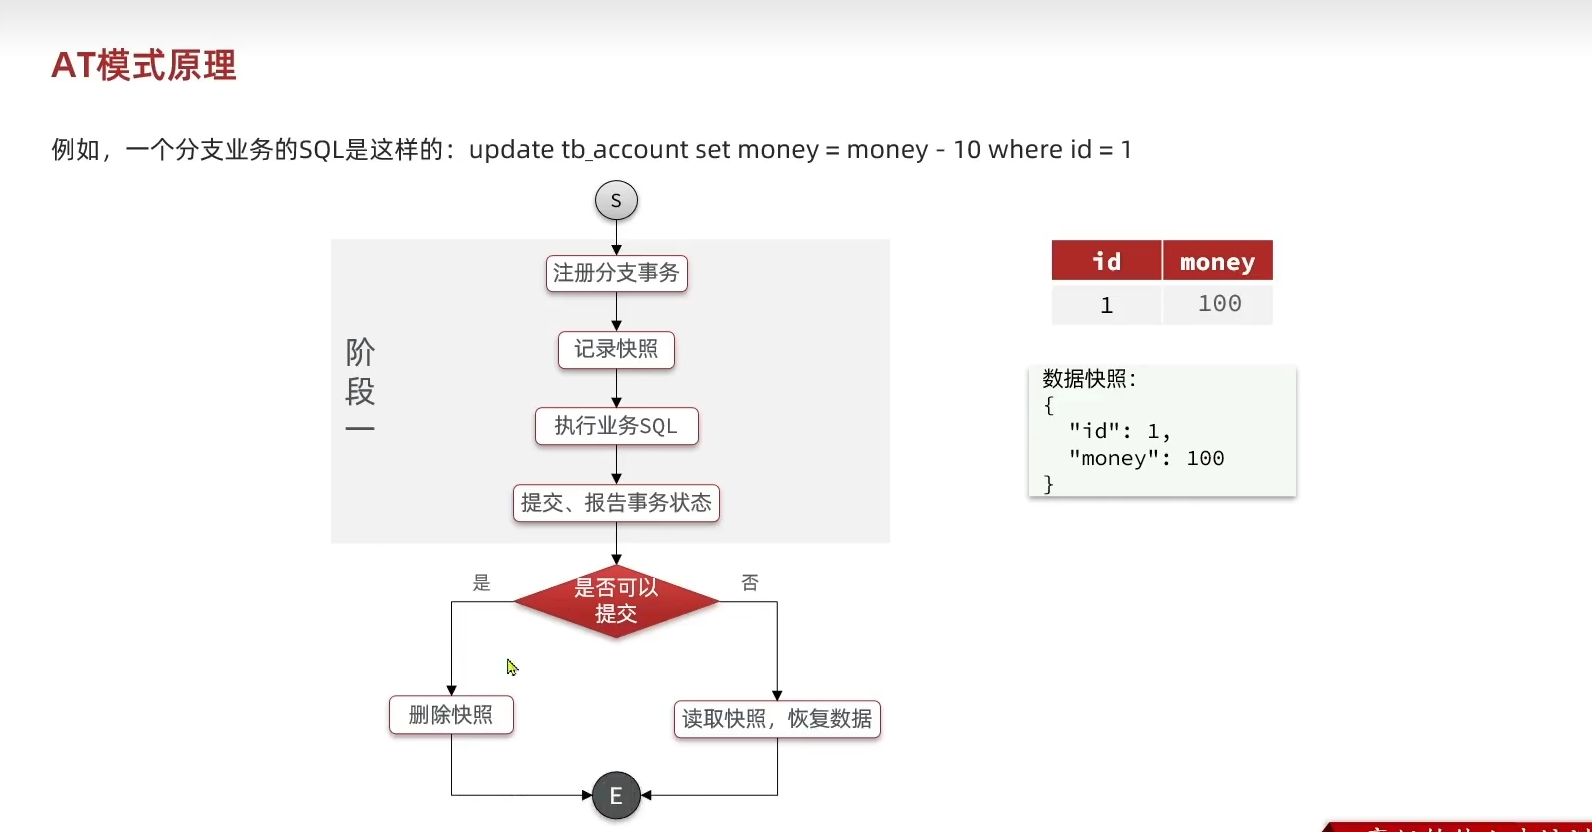 AT模式原理
例如，一个分支业务的SQL是这样的：update tb_account set money = money - 10 where id = 1
S
注册分支事务
记录快照
执行业务SQL
提交、报告事务状态
阶
段
一
是否可以
提交
是
否
删除快照
读取快照，恢复数据
E
id money
1 100
数据快照：
{
"id": 1,
"money": 100
}